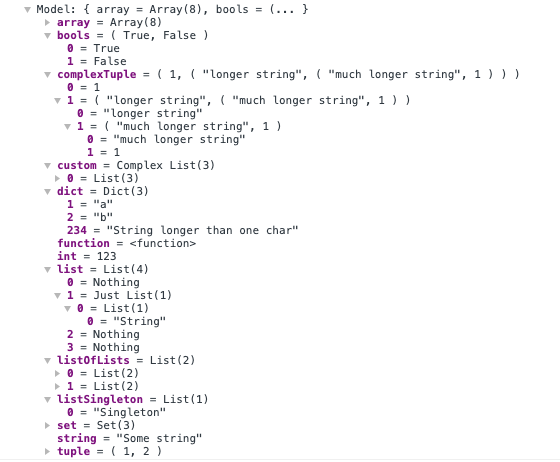 Model: { array = Array(8), bools = (... }
array = Array(8)
bools = ( True, False )
0 = True
1 = False
complexTuple = ( 1, ( "longer string", ( "much longer string", 1 ) ) )
0 = 1
1 = ( "longer string", ( "much longer string", 1 ) )
0 = "longer string"
1 = ( "much longer string", 1 )
0 = "much longer string"
1 = 1
custom = Complex List(3)
0 = List(3)
dict = Dict(3)
1 = "a"
2 = "b"
234 = "String longer than one char"
function = <function>
int = 123
list = List(4)
0 = Nothing
1 = Just List(1)
0 = List(1)
0 = "String"
2 = Nothing
3 = Nothing
listOfLists = List(2)
0 = List(2)
1 = List(2)
listSingleton = List(1)
0 = "Singleton"
set = Set(3)
string = "Some string"
tuple = ( 1, 2 )